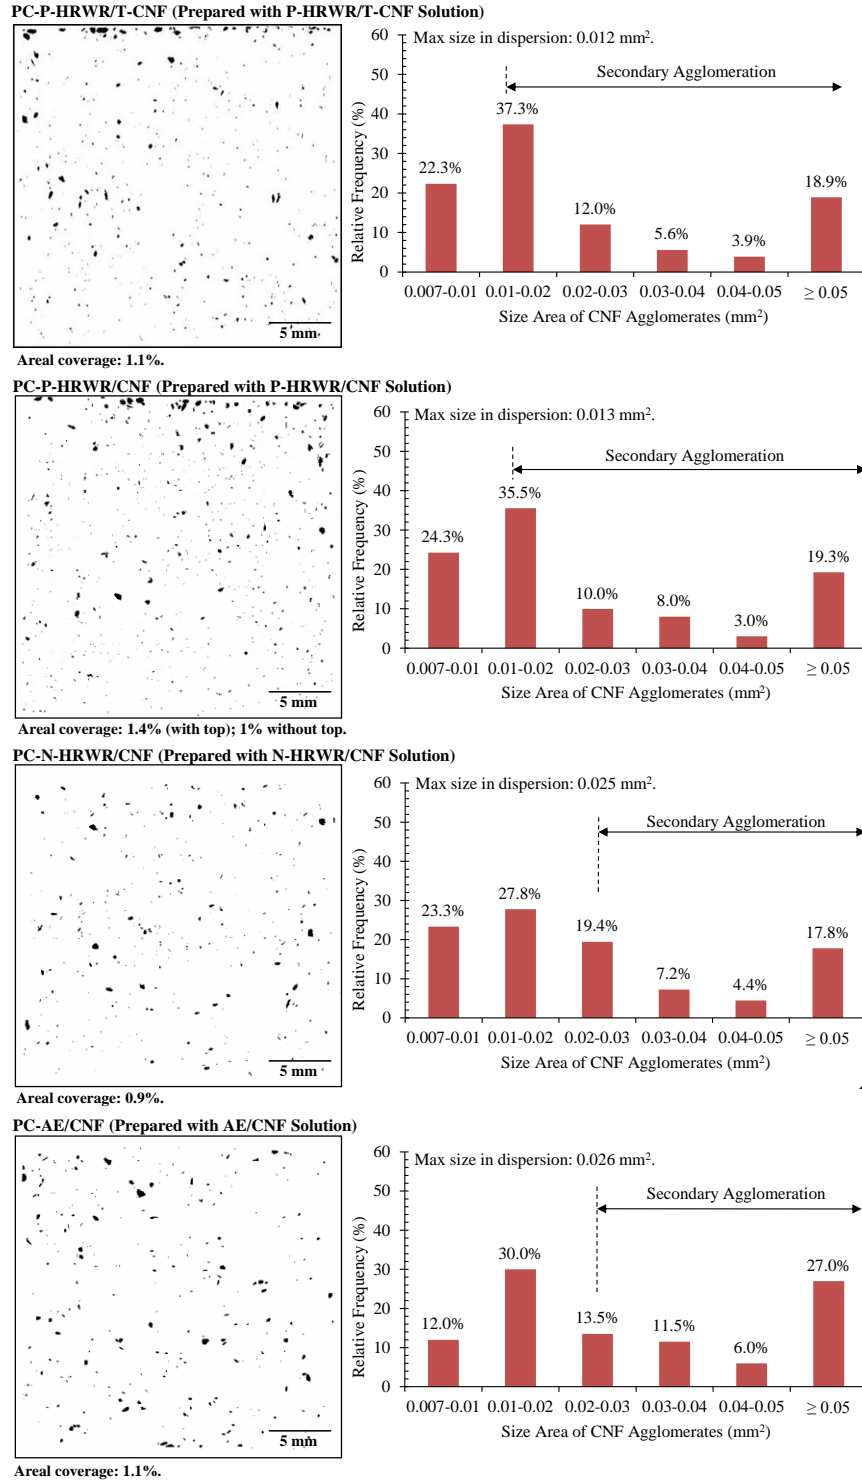 PC-P-HRWR/T-CNF (Prepared with P-HRWR/T-CNF Solution)
5 mm
Areal coverage: 1.1%.
Max size in dispersion: 0.012 mm².
Secondary Agglomeration
Relative Frequency (%)
60
50
40
30
20
10
0
22.3%
37.3%
12.0%
5.6%
3.9%
18.9%
0.007-0.01 0.01-0.02 0.02-0.03 0.03-0.04 0.04-0.05 ≥ 0.05
Size Area of CNF Agglomerates (mm²)
PC-P-HRWR/CNF (Prepared with P-HRWR/CNF Solution)
5 mm
Areal coverage: 1.4% (with top); 1% without top.
Max size in dispersion: 0.013 mm².
Secondary Agglomeration
Relative Frequency (%)
60
50
40
30
20
10
0
24.3%
35.5%
10.0%
8.0%
3.0%
19.3%
0.007-0.01 0.01-0.02 0.02-0.03 0.03-0.04 0.04-0.05 ≥ 0.05
Size Area of CNF Agglomerates (mm²)
PC-N-HRWR/CNF (Prepared with N-HRWR/CNF Solution)
5 mm
Areal coverage: 0.9%.
Max size in dispersion: 0.025 mm².
Secondary Agglomeration
Relative Frequency (%)
60
50
40
30
20
10
0
23.3%
27.8%
19.4%
7.2%
4.4%
17.8%
0.007-0.01 0.01-0.02 0.02-0.03 0.03-0.04 0.04-0.05 ≥ 0.05
Size Area of CNF Agglomerates (mm²)
PC-AE/CNF (Prepared with AE/CNF Solution)
5 mm
Areal coverage: 1.1%.
Max size in dispersion: 0.026 mm².
Secondary Agglomeration
Relative Frequency (%)
60
50
40
30
20
10
0
12.0%
30.0%
13.5%
11.5%
6.0%
27.0%
0.007-0.01 0.01-0.02 0.02-0.03 0.03-0.04 0.04-0.05 ≥ 0.05
Size Area of CNF Agglomerates (mm²)